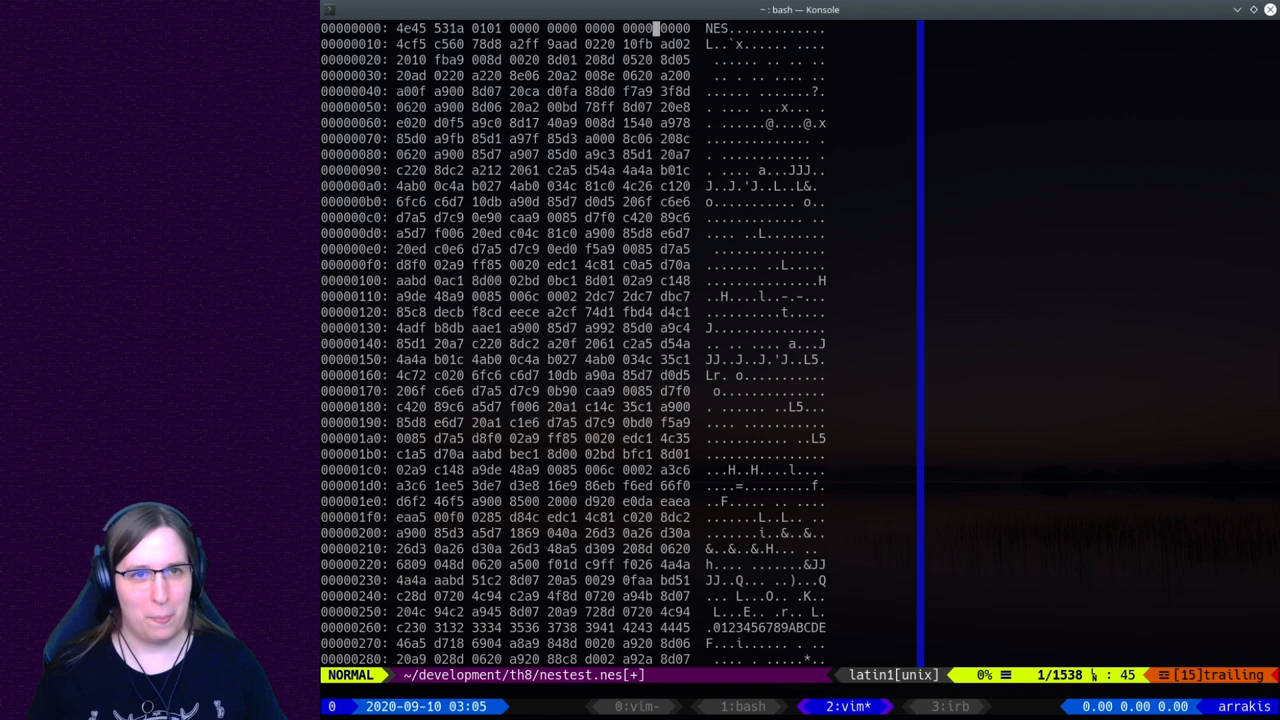 ~ : bash — Konsole
00000000: 4e45 531a 0101 0000 0000 0000 0000 0000 NES.............
00000010: 4cf5 c560 78d8 a2ff 9aad 0220 10fb ad02 L..`x...... ....
00000020: 2010 fba9 008d 0020 8d01 208d 0520 8d05  ...... .. .. ..
00000030: 20ad 0220 a220 8e06 20a2 008e 0620 a200  .. . .. .... ..
00000040: a00f a900 8d07 20ca d0fa 88d0 f7a9 3f8d ...... .......?.
00000050: 0620 a900 8d06 20a2 00bd 78ff 8d07 20e8 . .... ...x... .
00000060: e020 d0f5 a9c0 8d17 40a9 008d 1540 a978 . ......@....@.x
00000070: 85d0 a9fb 85d1 a97f 85d3 a000 8c06 208c .............. .
00000080: 0620 a900 85d7 a907 85d0 a9c3 85d1 20a7 . ............ .
00000090: c220 8dc2 a212 2061 c2a5 d54a 4a4a b01c . .... a...JJJ..
000000a0: 4ab0 0c4a b027 4ab0 034c 81c0 4c26 c120 J..J.'J..L..L&.
000000b0: 6fc6 c6d7 10db a90d 85d7 d0d5 206f c6e6 o........... o..
000000c0: d7a5 d7c9 0e90 caa9 0085 d7f0 c420 89c6 ............. ..
000000d0: a5d7 f006 20ed c04c 81c0 a900 85d8 e6d7 .... ..L........
000000e0: 20ed c0e6 d7a5 d7c9 0ed0 f5a9 0085 d7a5  ...............
000000f0: d8f0 02a9 ff85 0020 edc1 4c81 c0a5 d70a ....... ..L.....
00000100: aabd 0ac1 8d00 02bd 0bc1 8d01 02a9 c148 ...............H
00000110: a9de 48a9 0085 006c 0002 2dc7 2dc7 dbc7 ..H....l..-.-...
00000120: 85c8 decb f8cd eece a2cf 74d1 fbd4 d4c1 ..........t.....
00000130: 4adf b8db aae1 a900 85d7 a992 85d0 a9c4 J...............
00000140: 85d1 20a7 c220 8dc2 a20f 2061 c2a5 d54a .. .. .... a...J
00000150: 4a4a b01c 4ab0 0c4a b027 4ab0 034c 35c1 JJ..J..J.'J..L5.
00000160: 4c72 c020 6fc6 c6d7 10db a90a 85d7 d0d5 Lr. o...........
00000170: 206f c6e6 d7a5 d7c9 0b90 caa9 0085 d7f0  o..............
00000180: c420 89c6 a5d7 f006 20a1 c14c 35c1 a900 . ...... ..L5...
00000190: 85d8 e6d7 20a1 c1e6 d7a5 d7c9 0bd0 f5a9 .... ...........
000001a0: 0085 d7a5 d8f0 02a9 ff85 0020 edc1 4c35 ........... ..L5
000001b0: c1a5 d70a aabd bec1 8d00 02bd bfc1 8d01 ................
000001c0: 02a9 c148 a9de 48a9 0085 006c 0002 a3c6 ...H..H....l....
000001d0: a3c6 1ee5 3de7 d3e8 16e9 86eb f6ed 66f0 ....=.........f.
000001e0: d6f2 46f5 a900 8500 2000 d920 e0da eaea ..F..... .. ....
000001f0: eaa5 00f0 0285 d84c edc1 4c81 c020 8dc2 .......L..L.. ..
00000200: a900 85d3 a5d7 1869 040a 26d3 0a26 d30a .......i..&..&..
00000210: 26d3 0a26 d30a 26d3 48a5 d309 208d 0620 &..&..&.H... ..
00000220: 6809 048d 0620 a500 f01d c9ff f026 4a4a h.... .......&JJ
00000230: 4a4a aabd 51c2 8d07 20a5 0029 0faa bd51 JJ..Q... ..)...Q
00000240: c28d 0720 4c94 c2a9 4f8d 0720 a94b 8d07 ... L...O.. .K..
00000250: 204c 94c2 a945 8d07 20a9 728d 0720 4c94  L...E.. .r.. L.
00000260: c230 3132 3334 3536 3738 3941 4243 4445 .0123456789ABCDE
00000270: 46a5 d718 6904 a8a9 848d 0020 a920 8d06 F...i...... . ..
00000280: 20a9 028d 0620 a920 88c8 d002 a92a 8d07  .... . .....*..
NORMAL ~/development/th8/nestest.nes[+] latin1[unix] 0% 1/1538 : 45 [15]trailing
0 2020-09-10 03:05 0:vim- 1:bash 2:vim* 3:irb 0.00 0.00 0.00 arrakis